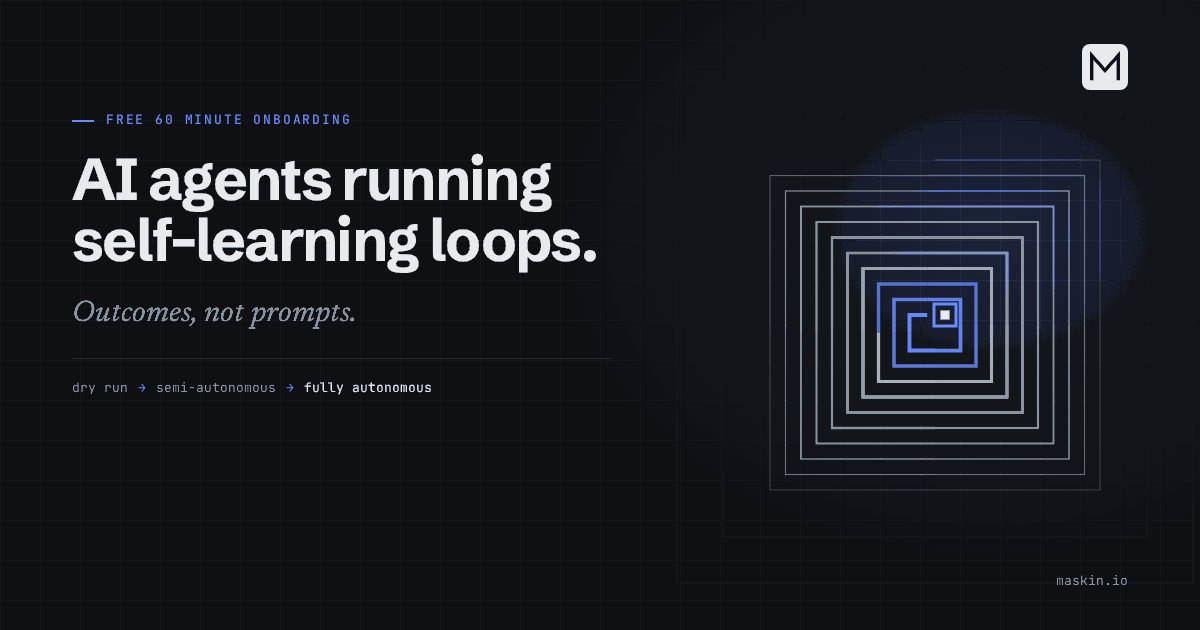 M
FREE 60 MINUTE ONBOARDING
AI agents running
self-learning loops.
Outcomes, not prompts.
dry run → semi-autonomous → fully autonomous
maskin.io